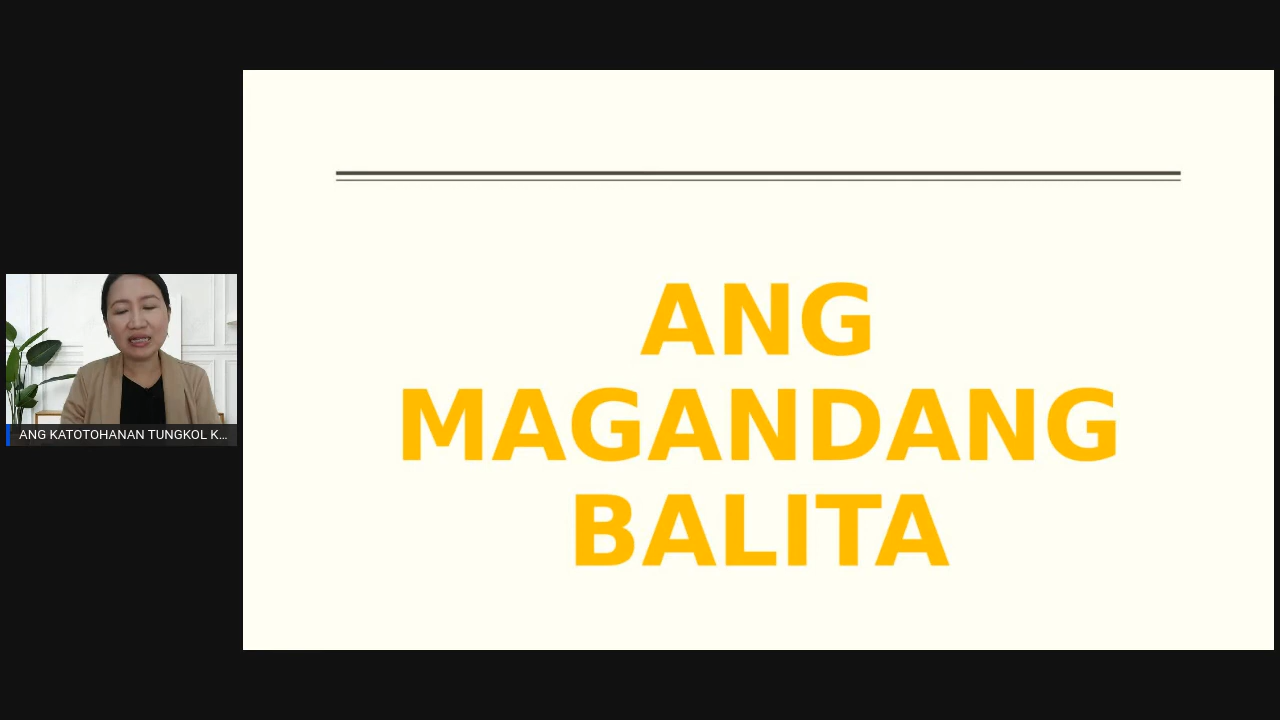 ANG
MAGANDANG
BALITA
ANG KATOTOHANAN TUNGKOL K...